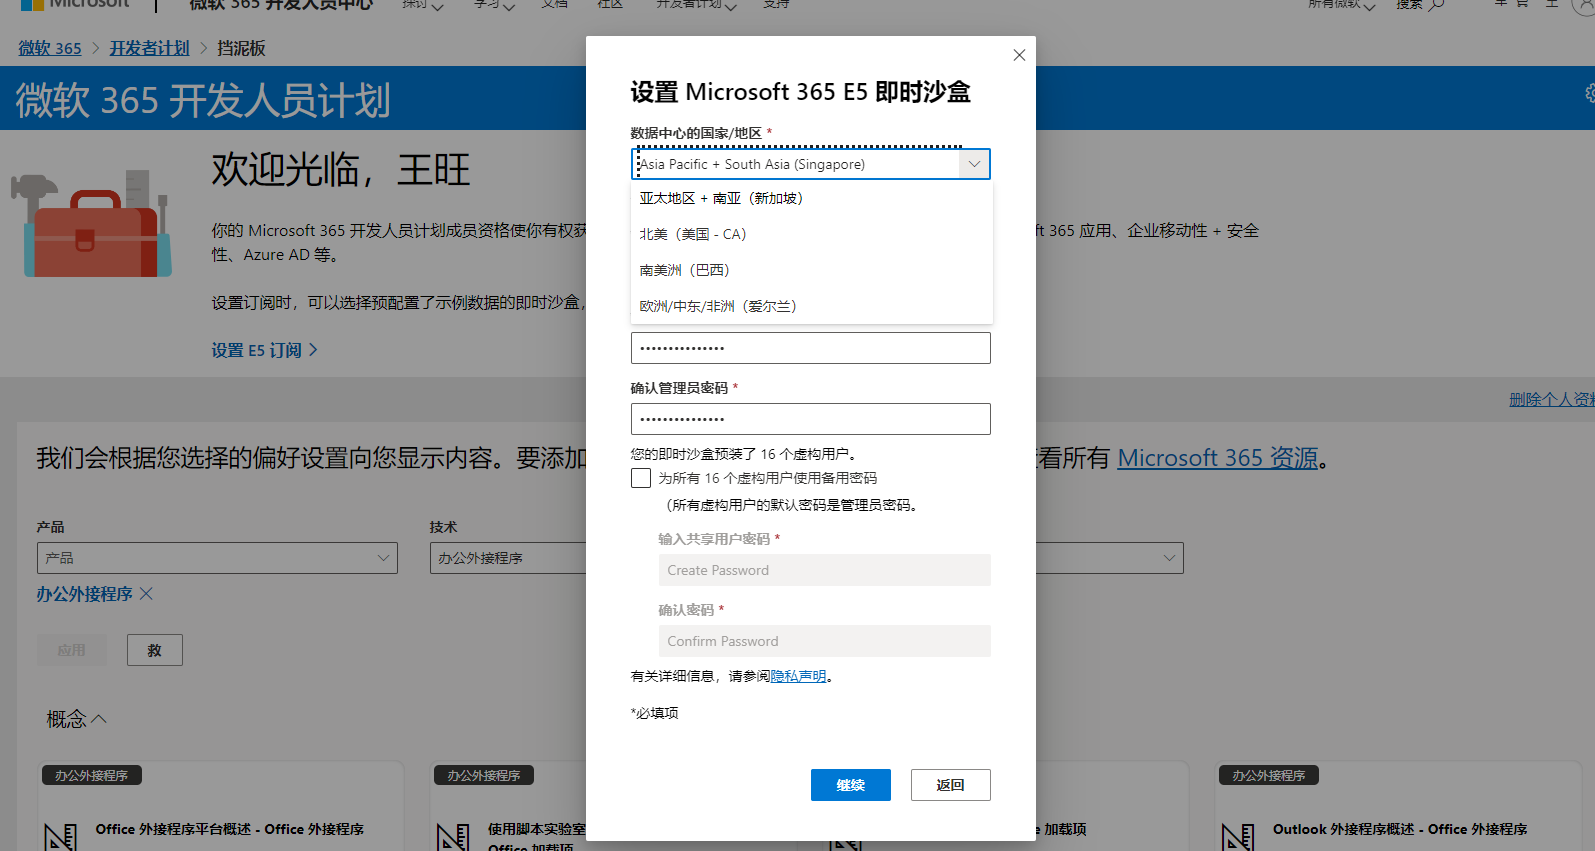 Microsoft
微软 365 开发人员中心
探讨
学习
文档
社区
开发者计划
支持
所有微软
搜索
微软 365 > 开发者计划 > 挡泥板
微软 365 开发人员计划
欢迎光临，王旺
你的 Microsoft 365 开发人员计划成员资格使你有权获
ft 365 应用、企业移动性 + 安全
性、Azure AD 等。
设置订阅时，可以选择预配置了示例数据的即时沙盒，
设置 E5 订阅
删除个人资料
我们会根据您选择的偏好设置向您显示内容。要添加
看所有 Microsoft 365 资源。
产品
产品
技术
办公外接程序
办公外接程序
应用
救
概念
办公外接程序
Office 外接程序平台概述 - Office 外接程序
办公外接程序
使用脚本实验室
Office 加载项
e 加载项
办公外接程序
Outlook 外接程序概述 - Office 外接程序
设置 Microsoft 365 E5 即时沙盒
数据中心的国家/地区 *
Asia Pacific + South Asia (Singapore)
亚太地区 + 南亚（新加坡）
北美（美国 - CA）
南美洲（巴西）
欧洲/中东/非洲（爱尔兰）
•••••••••••••••
确认管理员密码 *
•••••••••••••••
您的即时沙盒预装了 16 个虚构用户。
为所有 16 个虚构用户使用备用密码
（所有虚构用户的默认密码是管理员密码。
输入共享用户密码 *
Create Password
确认密码 *
Confirm Password
有关详细信息，请参阅隐私声明。
*必填项
继续
返回